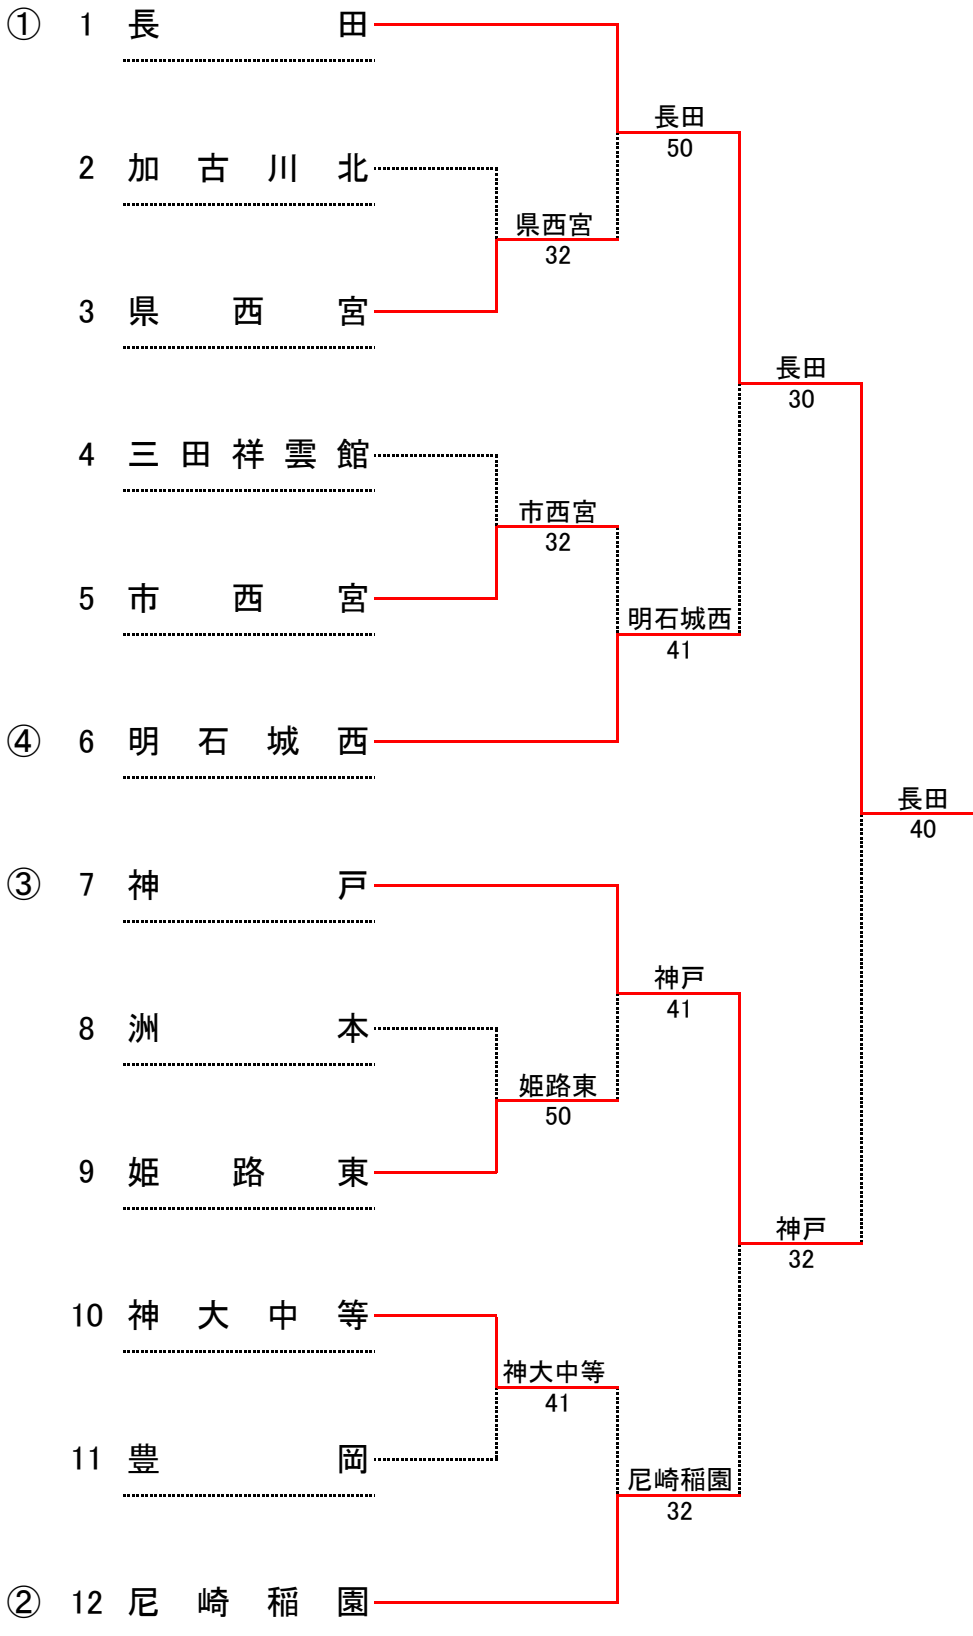 ① 1 長田
長田
50
2 加古川北
県西宮
32
3 県西宮
長田
30
4 三田祥雲館
市西宮
32
5 市西宮
明石城西
41
④ 6 明石城西
長田
40
③ 7 神戸
神戸
41
8 洲本
姫路東
50
9 姫路東
神戸
32
10 神大中等
神大中等
41
11 豊岡
尼崎稲園
32
② 12 尼崎稲園